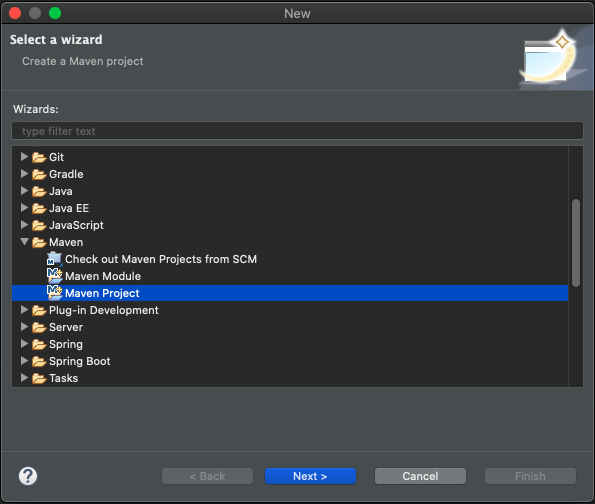 New
Select a wizard
Create a Maven project
Wizards:
type filter text
Git
Gradle
Java
Java EE
JavaScript
Maven
Check out Maven Projects from SCM
Maven Module
Maven Project
Plug-in Development
Server
Spring
Spring Boot
Tasks
? < Back Next > Cancel Finish